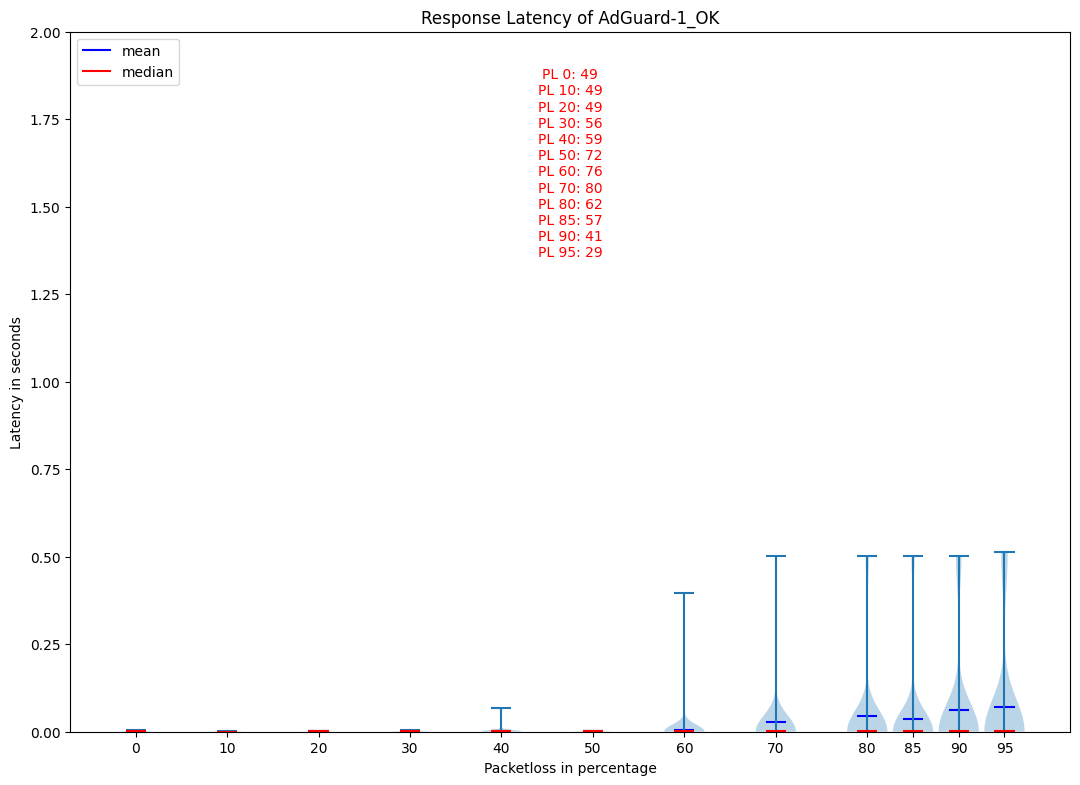 Response Latency of AdGuard-1_OK
mean
median
PL 0: 49
PL 10: 49
PL 20: 49
PL 30: 56
PL 40: 59
PL 50: 72
PL 60: 76
PL 70: 80
PL 80: 62
PL 85: 57
PL 90: 41
PL 95: 29
Latency in seconds
2.00
1.75
1.50
1.25
1.00
0.75
0.50
0.25
0.00
0 10 20 30 40 50 60 70 80 85 90 95
Packetloss in percentage